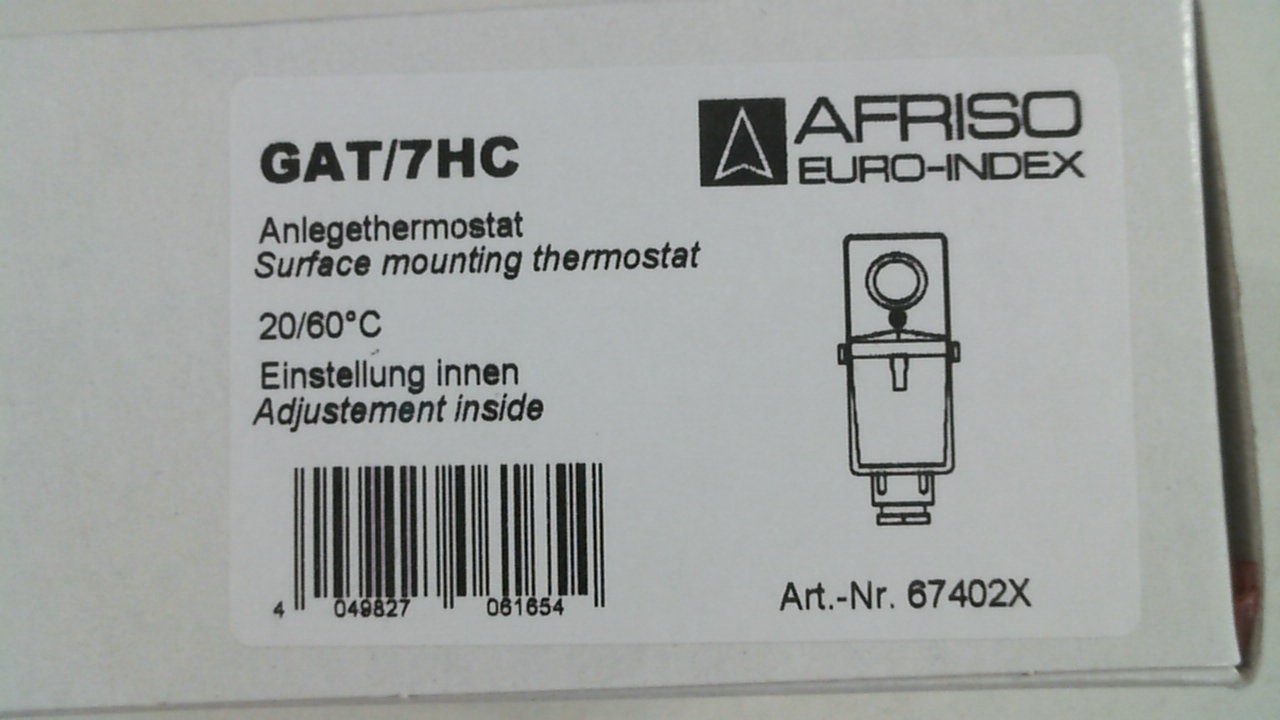 GAT/7HC
AFRISO
EURO-INDEX
Anlegethermostat
Surface mounting thermostat
20/60°C
Einstellung innen
Adjustement inside
4 049827 061654
Art.-Nr. 67402X